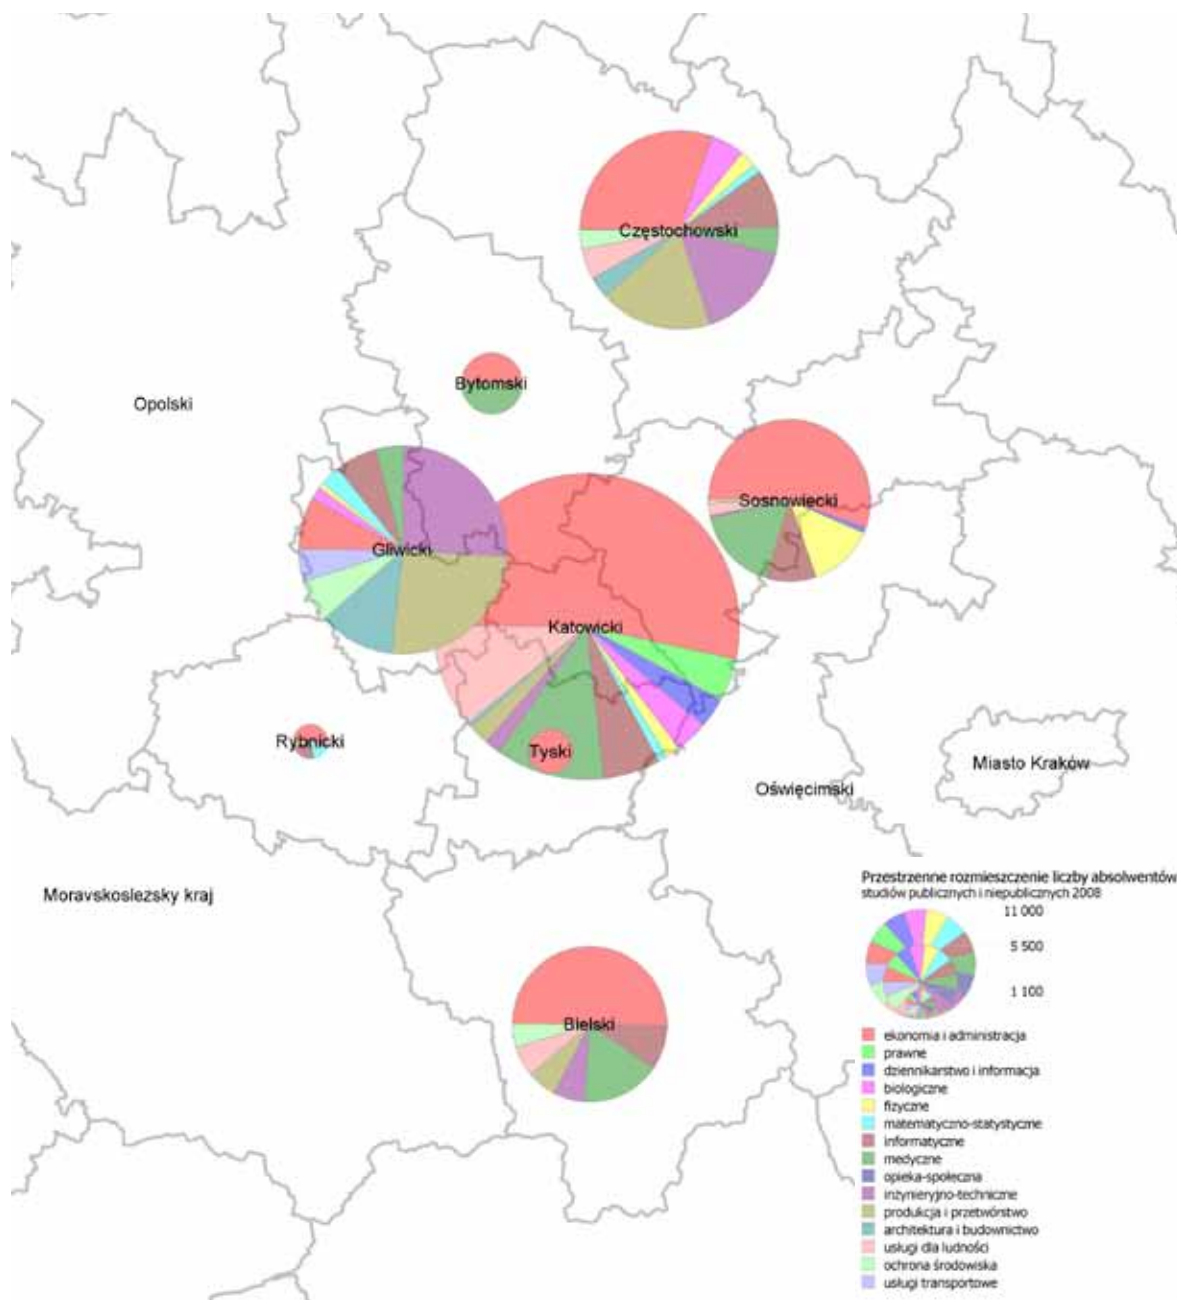 Częstochowski
Bytomski
Opolski
Sosnowiecki
Gliwicki
Katowicki
Rybnicki
Tyski
Miasto Kraków
Oświęcimski
Moravskoslezsky kraj
Bielski
Przestrzenne rozmieszczenie liczby absolwentów
studiów publicznych i niepublicznych 2008
11 000
5 500
1 100
ekonomia i administracja
prawne
dziennikarstwo i informacja
biologiczne
fizyczne
matematyczno-statystyczne
informatyczne
medyczne
opieka-społeczna
inżynieryjno-techniczne
produkcja i przetwórstwo
architektura i budownictwo
usługi dla ludności
ochrona środowiska
usługi transportowe